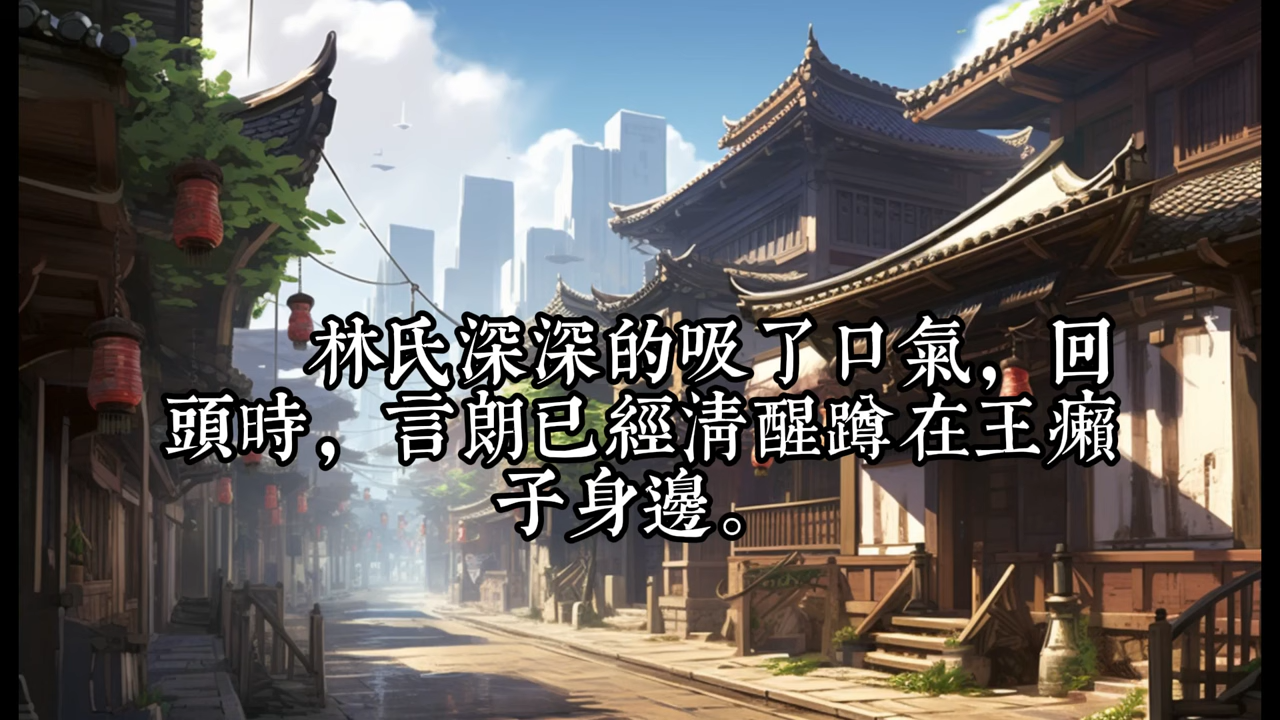 林氏深深的吸了口氣，回
頭時，言朗已經清醒蹲在王癩
子身邊。